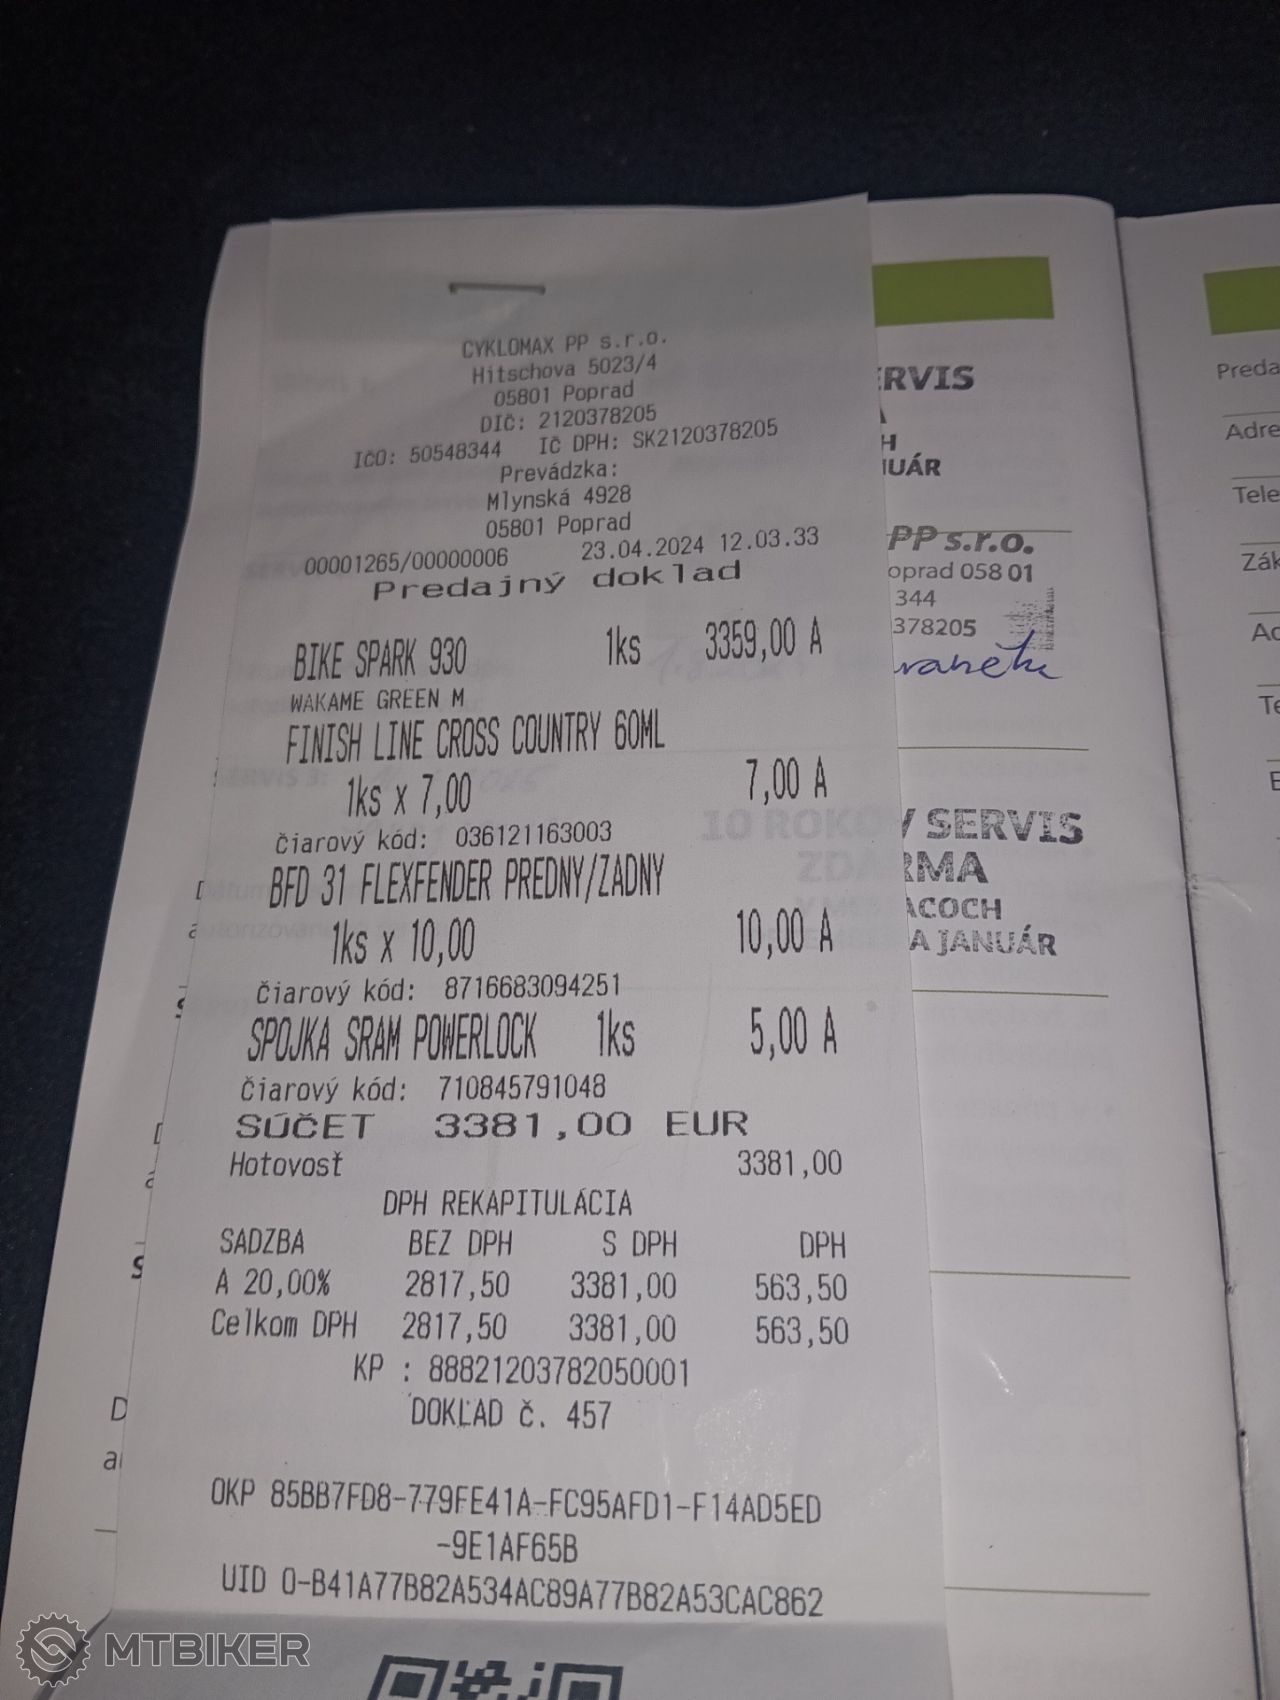 CYKLOMAX PP s.r.o.
Hitschova 5023/4
05801 Poprad
DIČ: 2120378205
IČO: 50548344 IČ DPH: SK2120378205
Prevádzka:
Mlynská 4928
05801 Poprad
00001265/00000006 23.04.2024 12.03.33
Predajný doklad
BIKE SPARK 930 1ks 3359,00 A
WAKAME GREEN M
FINISH LINE CROSS COUNTRY 60ML
1ks x 7,00 7,00 A
Čiarový kód: 036121163003
BFD 31 FLEXFENDER PREDNY/ZADNY
1ks x 10,00 10,00 A
Čiarový kód: 8716683094251
SPOJKA SRAM POWERLOCK 1ks 5,00 A
Čiarový kód: 710845791048
SÚČET 3381,00 EUR
Hotovosť 3381,00
DPH REKAPITULÁCIA
SADZBA BEZ DPH S DPH DPH
A 20,00% 2817,50 3381,00 563,50
Celkom DPH 2817,50 3381,00 563,50
KP : 88821203782050001
DOKLAD č. 457
OKP 85BB7FD8-779FE41A-FC95AFD1-F14AD5ED
-9E1AF65B
UID O-B41A77B82A534AC89A77B82A53CAC862
ERVIS
A
H
NUÁR
PP s.r.o.
oprad 058 01
344
378205
10 ROKOV SERVIS
ZDARMA
ACOCH
A JANUÁR
Preda
Adre
Tele
Zák
Ad
Te
MTBIKER